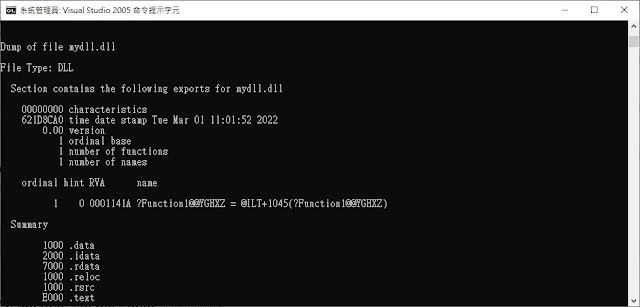 系統管理員: Visual Studio 2005 命令提示字元
Dump of file mydll.dll
File Type: DLL
Section contains the following exports for mydll.dll
00000000 characteristics
621D8CA0 time date stamp Tue Mar 01 11:01:52 2022
0.00 version
1 ordinal base
1 number of functions
1 number of names
ordinal hint RVA name
1 0 0001141A ?Function1@@YGHXZ = @ILT+1045(?Function1@@YGHXZ)
Summary
1000 .data
2000 .idata
7000 .rdata
1000 .reloc
1000 .rsrc
E000 .text